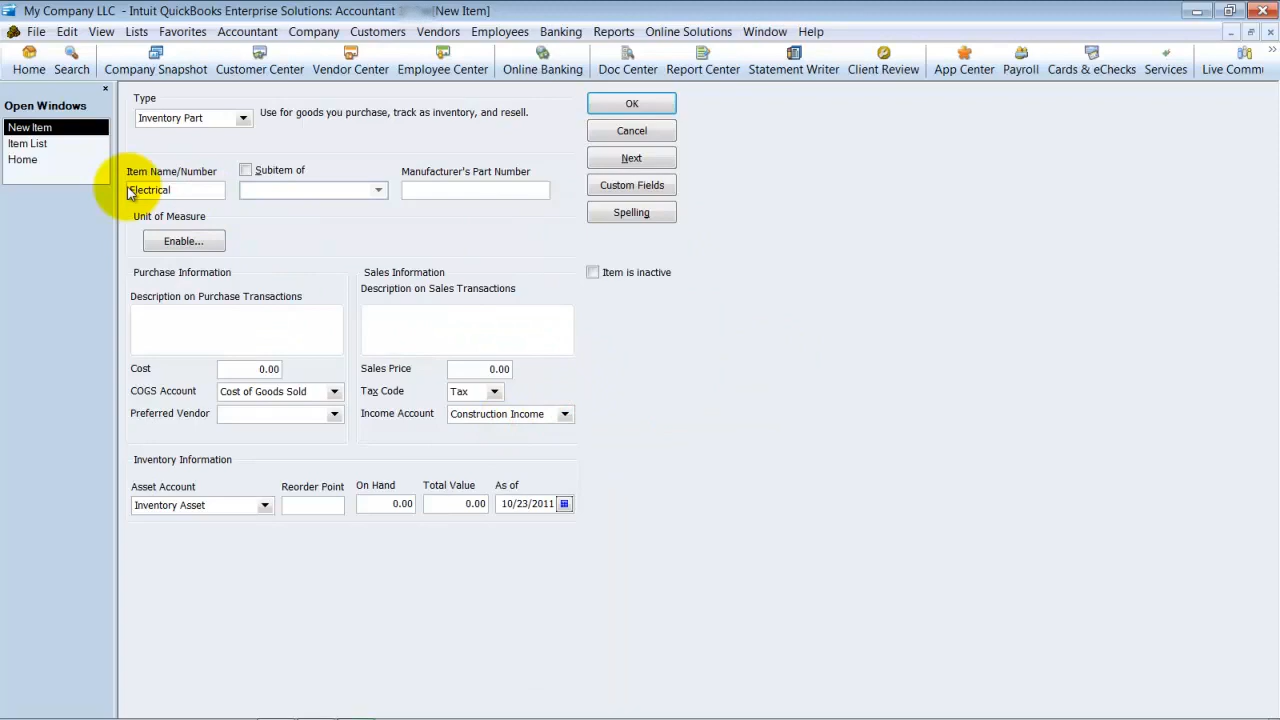 My Company LLC - Intuit QuickBooks Enterprise Solutions: Accountant [New Item]
File Edit View Lists Favorites Accountant Company Customers Vendors Employees Banking Reports Online Solutions Window Help
Home Search Company Snapshot Customer Center Vendor Center Employee Center Online Banking Doc Center Report Center Statement Writer Client Review App Center Payroll Cards & eChecks Services Live Commu
Open Windows
New Item
Item List
Home
Type
Inventory Part
Use for goods you purchase, track as inventory, and resell.
OK
Cancel
Next
Custom Fields
Spelling
Item Name/Number
Subitem of
Manufacturer's Part Number
Electrical
Unit of Measure
Enable...
Item is inactive
Purchase Information
Description on Purchase Transactions
Cost 0.00
COGS Account Cost of Goods Sold
Preferred Vendor
Sales Information
Description on Sales Transactions
Sales Price 0.00
Tax Code Tax
Income Account Construction Income
Inventory Information
Asset Account Reorder Point On Hand Total Value As of
Inventory Asset 0.00 0.00 10/23/2011